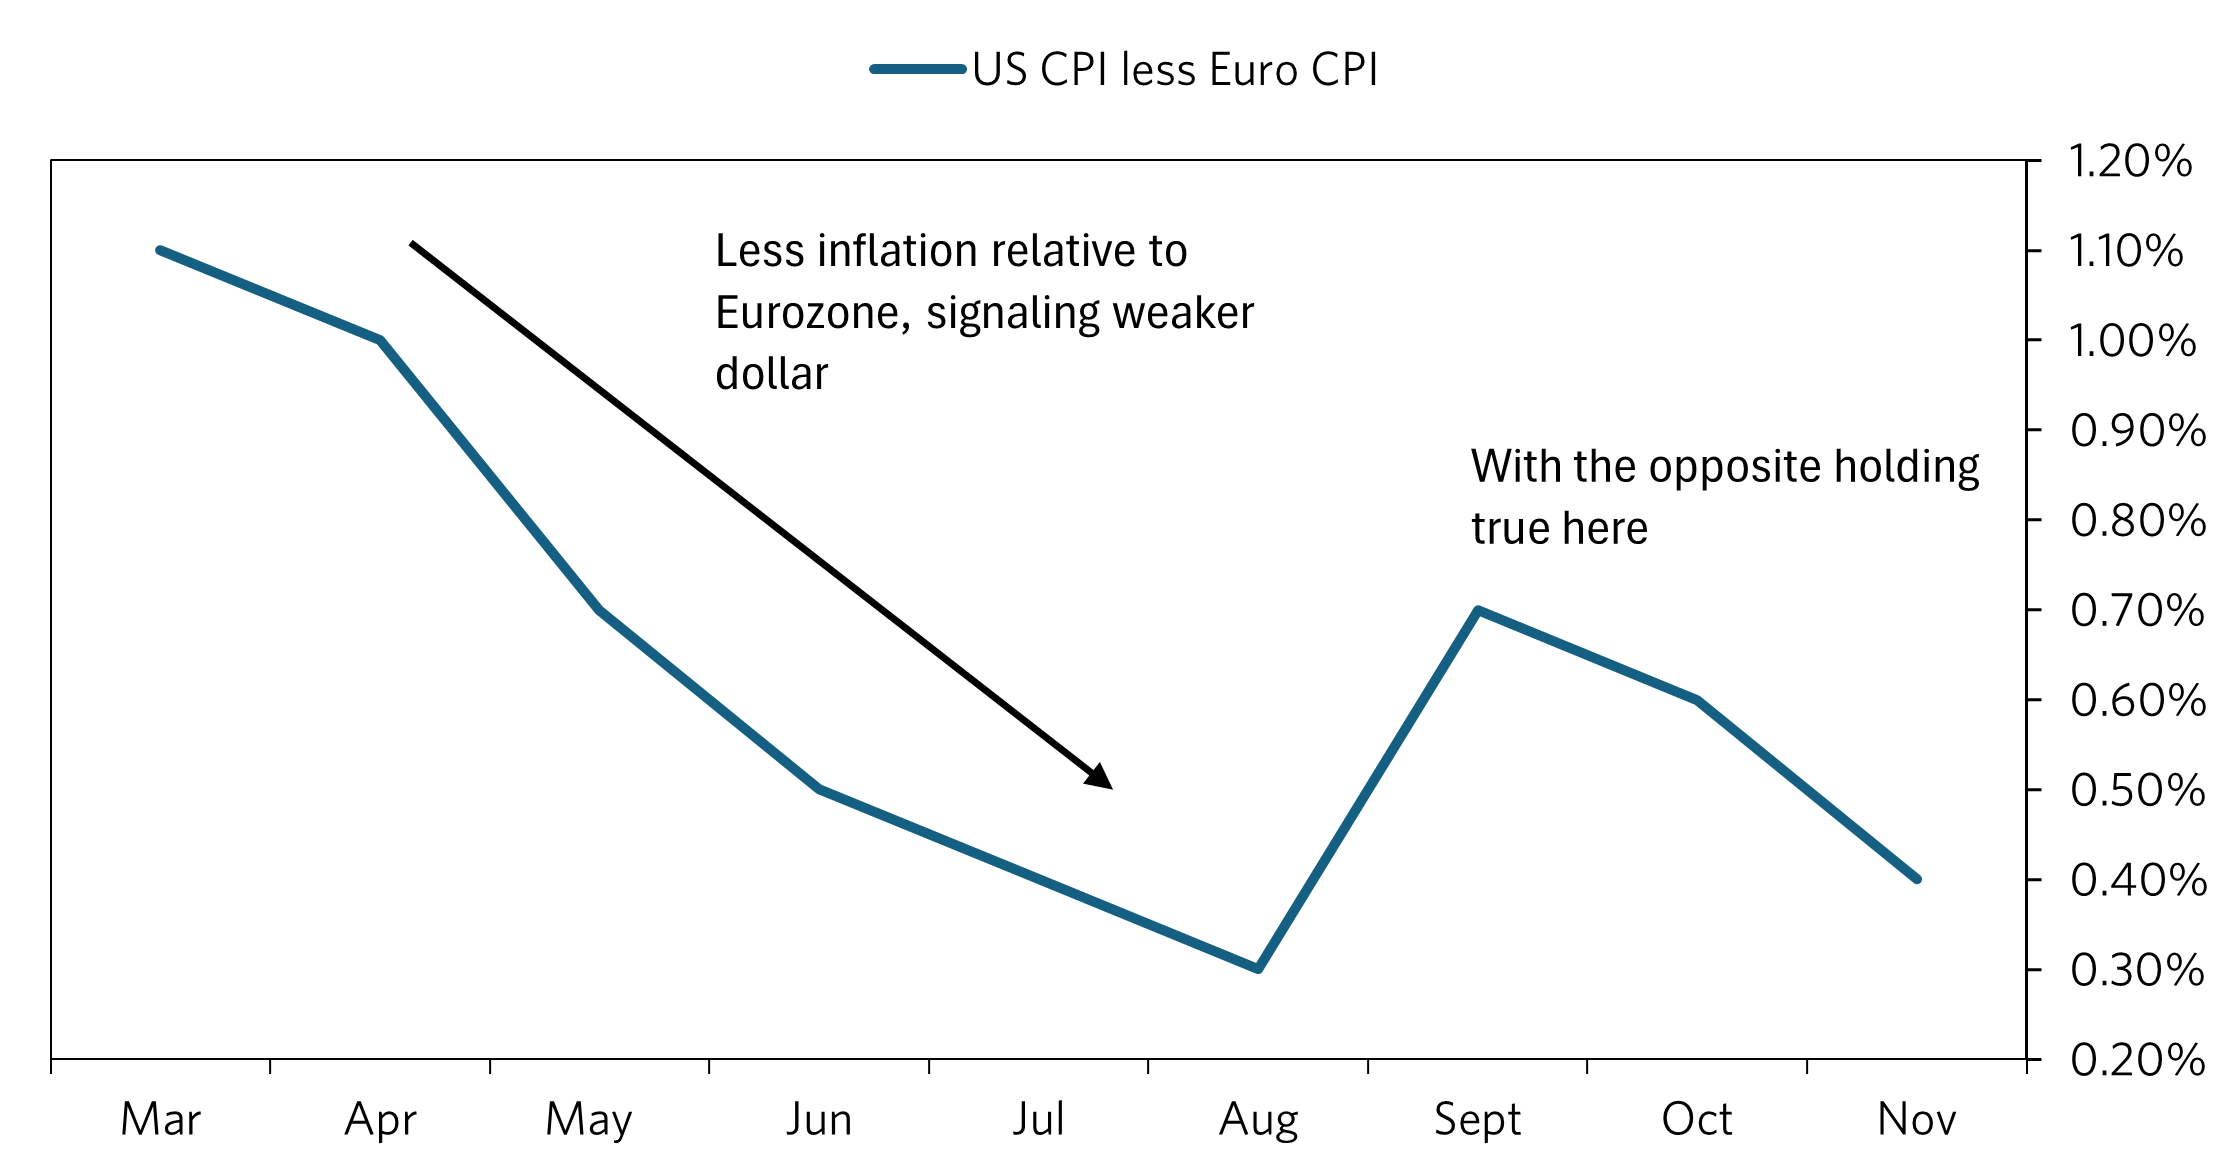 US CPI less Euro CPI
1.20%
Less inflation relative to
Eurozone, signaling weaker
dollar
1.10%
1.00%
0.90%
With the opposite holding
true here
0.80%
0.70%
0.60%
0.50%
0.40%
0.30%
0.20%
Mar Apr May Jun Jul Aug Sept Oct Nov